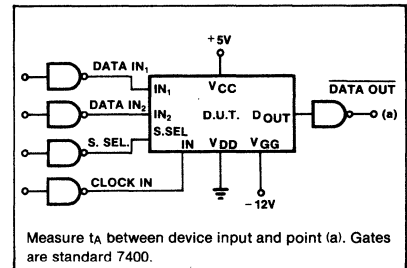 +5V
DATA IN1
DATA OUT
IN1
VCC
DATA IN2
IN2
D.U.T.
DOUT
(a)
S.SEL
S. SEL.
IN
VDD
VGG
CLOCK IN
-12V
Measure tA between device input and point (a). Gates
are standard 7400.